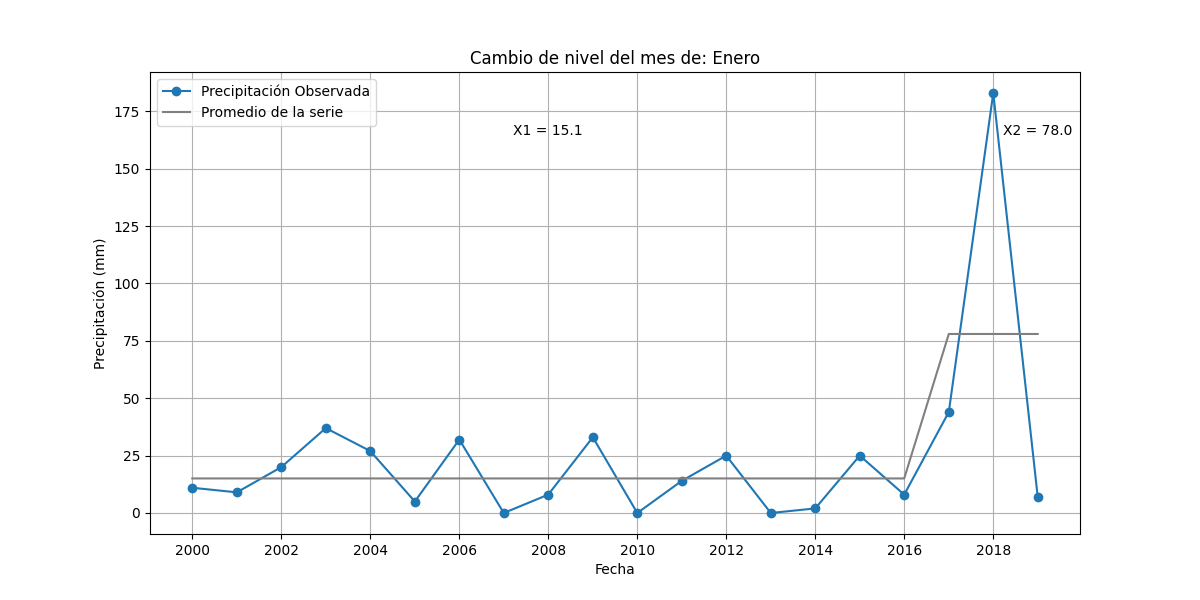 Cambio de nivel del mes de: Enero
Precipitación Observada
Promedio de la serie
X1 = 15.1
X2 = 78.0
Precipitación (mm)
175
150
125
100
75
50
25
0
2000 2002 2004 2006 2008 2010 2012 2014 2016 2018
Fecha